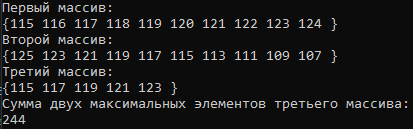 Первый массив:
{115 116 117 118 119 120 121 122 123 124 }
Второй массив:
{125 123 121 119 117 115 113 111 109 107 }
Третий массив:
{115 117 119 121 123 }
Сумма двух максимальных элементов третьего массива:
244